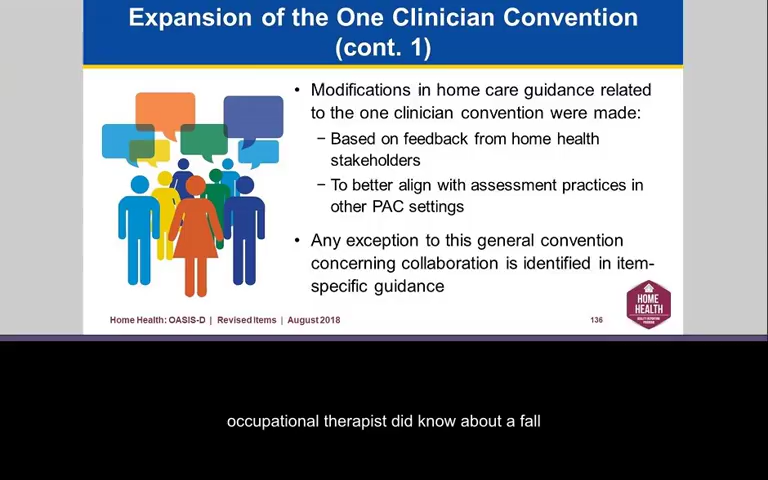 Expansion of the One Clinician Convention
(cont. 1)
• Modifications in home care guidance related
to the one clinician convention were made:
− Based on feedback from home health
stakeholders
− To better align with assessment practices in
other PAC settings
• Any exception to this general convention
concerning collaboration is identified in item-
specific guidance
Home Health: OASIS-D | Revised Items | August 2018
136
HOME
HEALTH
occupational therapist did know about a fall